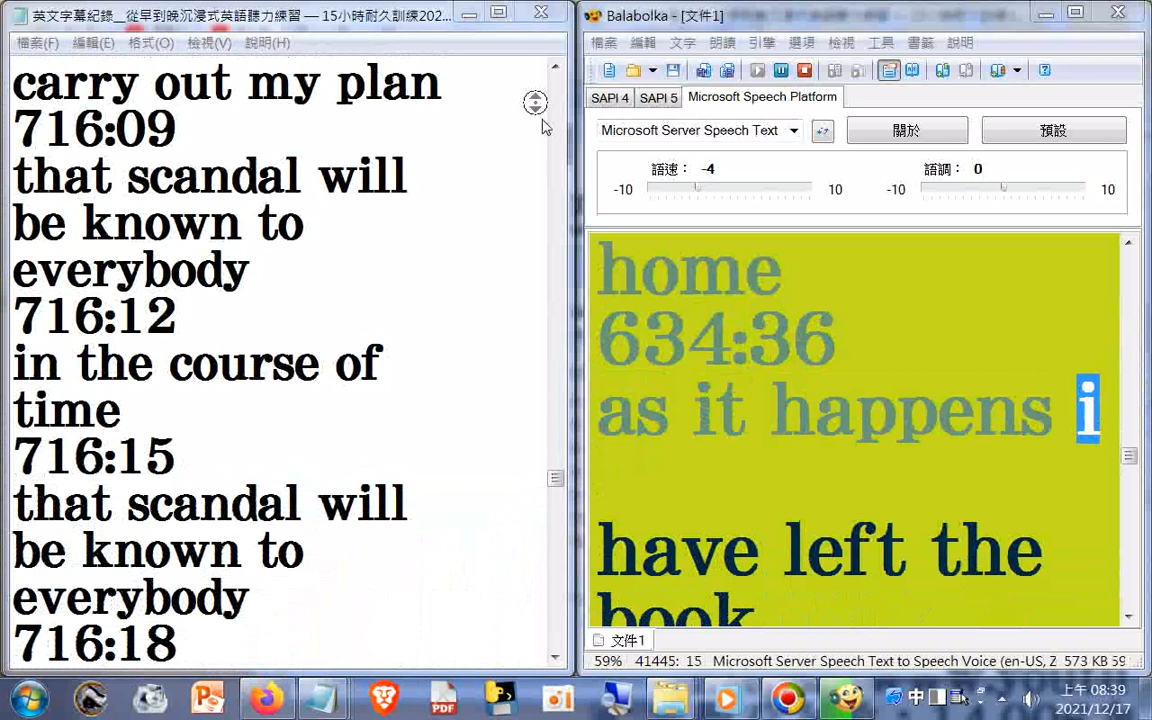 英文字幕紀錄__從早到晚沉浸式英語聽力練習 — 15小時耐久訓練202...
檔案(F) 編輯(E) 格式(O) 檢視(V) 說明(H)
carry out my plan
716:09
that scandal will
be known to
everybody
716:12
in the course of
time
716:15
that scandal will
be known to
everybody
716:18
Balabolka - [文件1]
檔案 編輯 文字 朗讀 引擎 選項 檢視 工具 書籤 說明
SAPI 4 SAPI 5 Microsoft Speech Platform
Microsoft Server Speech Text 關於 預設
語速： -4 語調： 0
-10 10 -10 10
home
634:36
as it happens i
have left the
book
文件1
59% 41445: 15 Microsoft Server Speech Text to Speech Voice (en-US, Z 573 KB 59
PDF 中 上午 08:39
2021/12/17